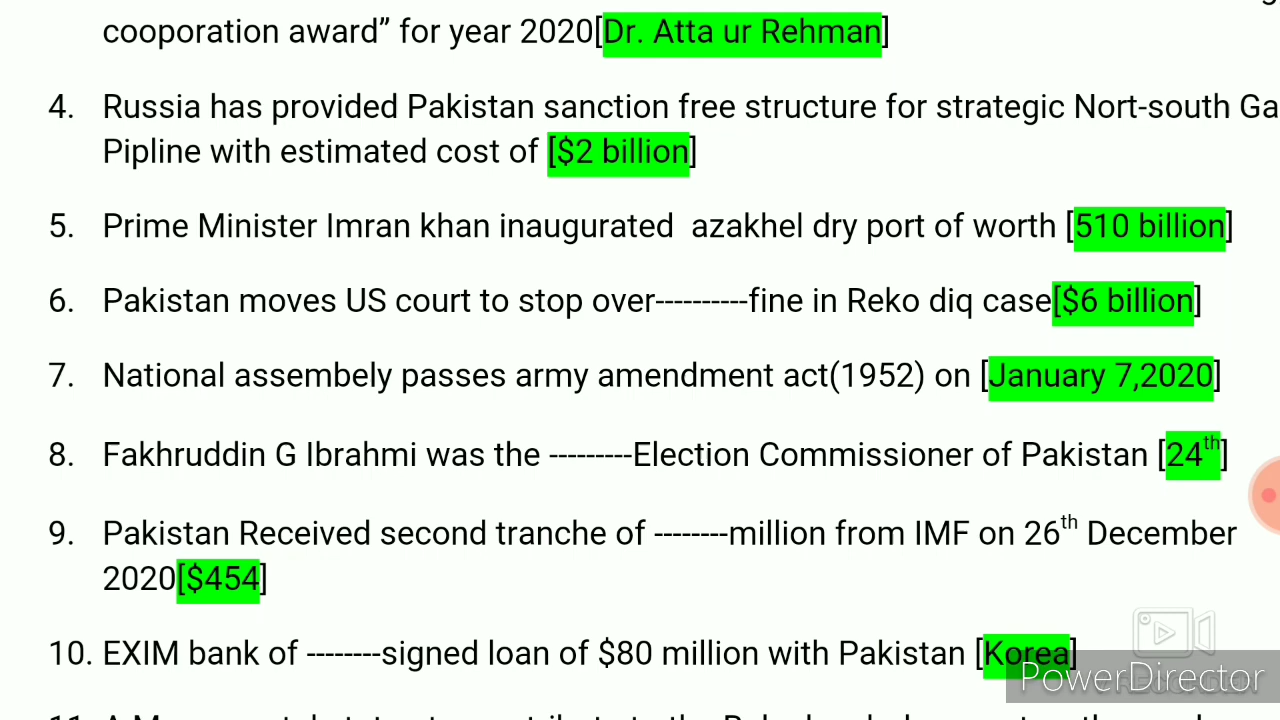 cooporation award” for year 2020[Dr. Atta ur Rehman]
4. Russia has provided Pakistan sanction free structure for strategic Nort-south Ga
Pipline with estimated cost of [$2 billion]
5. Prime Minister Imran khan inaugurated azakhel dry port of worth [510 billion]
6. Pakistan moves US court to stop over----------fine in Reko diq case[$6 billion]
7. National assembely passes army amendment act(1952) on [January 7,2020]
8. Fakhruddin G Ibrahmi was the ---------Election Commissioner of Pakistan [24th]
9. Pakistan Received second tranche of --------million from IMF on 26th December
2020[$454]
10. EXIM bank of --------signed loan of $80 million with Pakistan [Korea]
PowerDirector